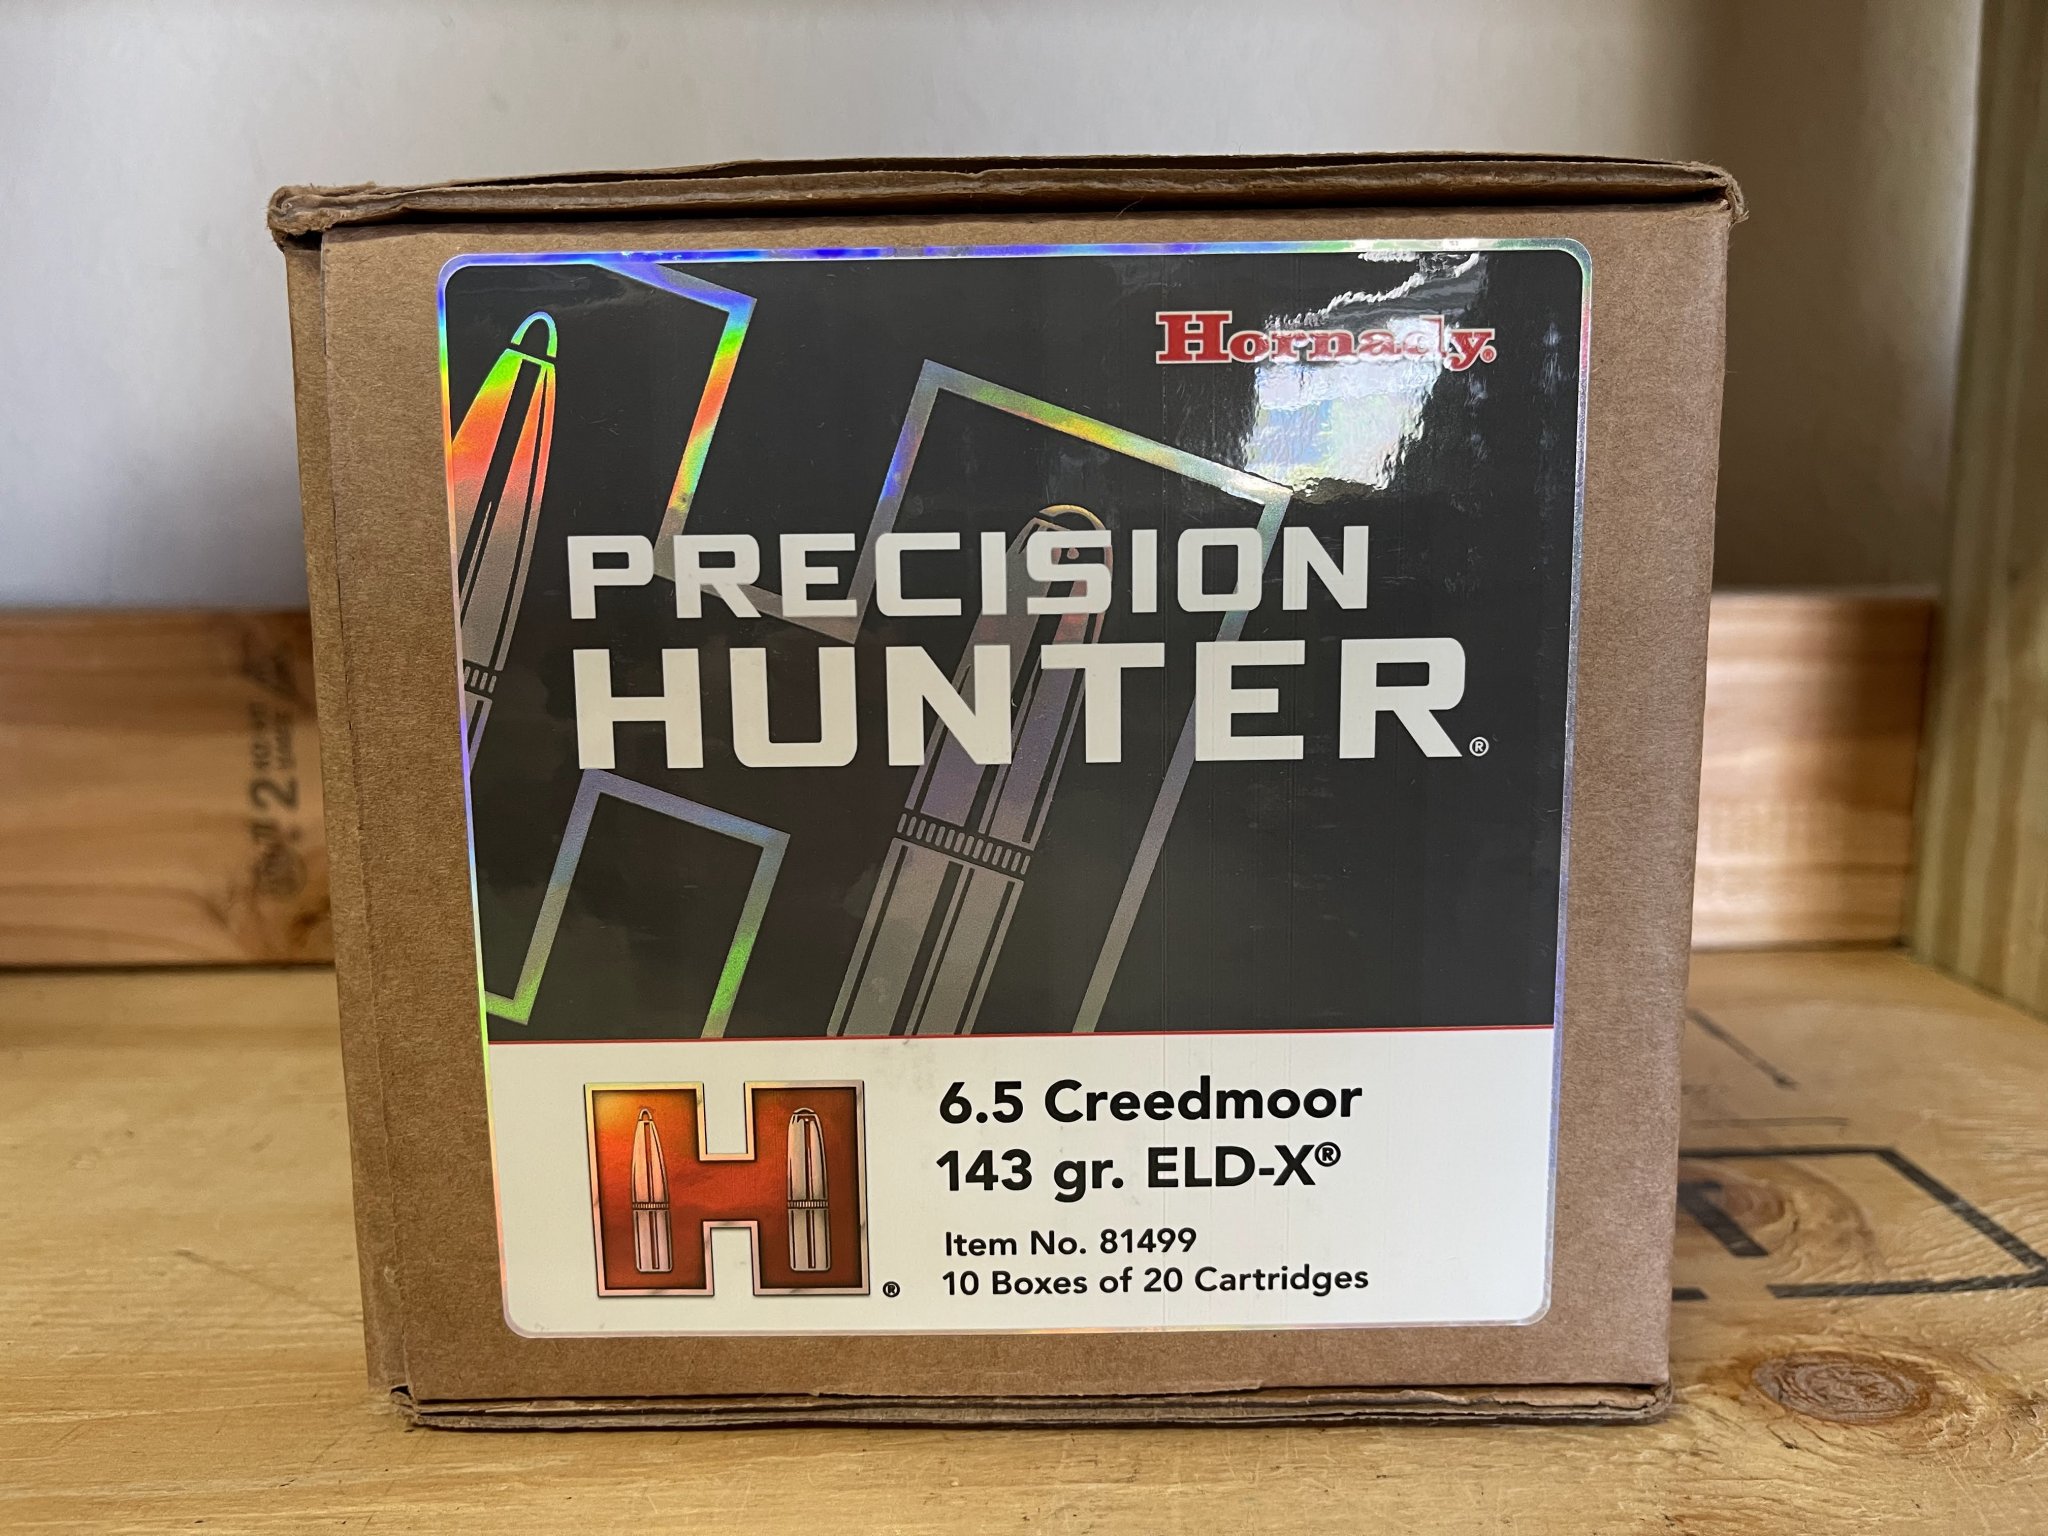 Hornady®
PRECISION
HUNTER®
6.5 Creedmoor
143 gr. ELD-X®
Item No. 81499
10 Boxes of 20 Cartridges
®